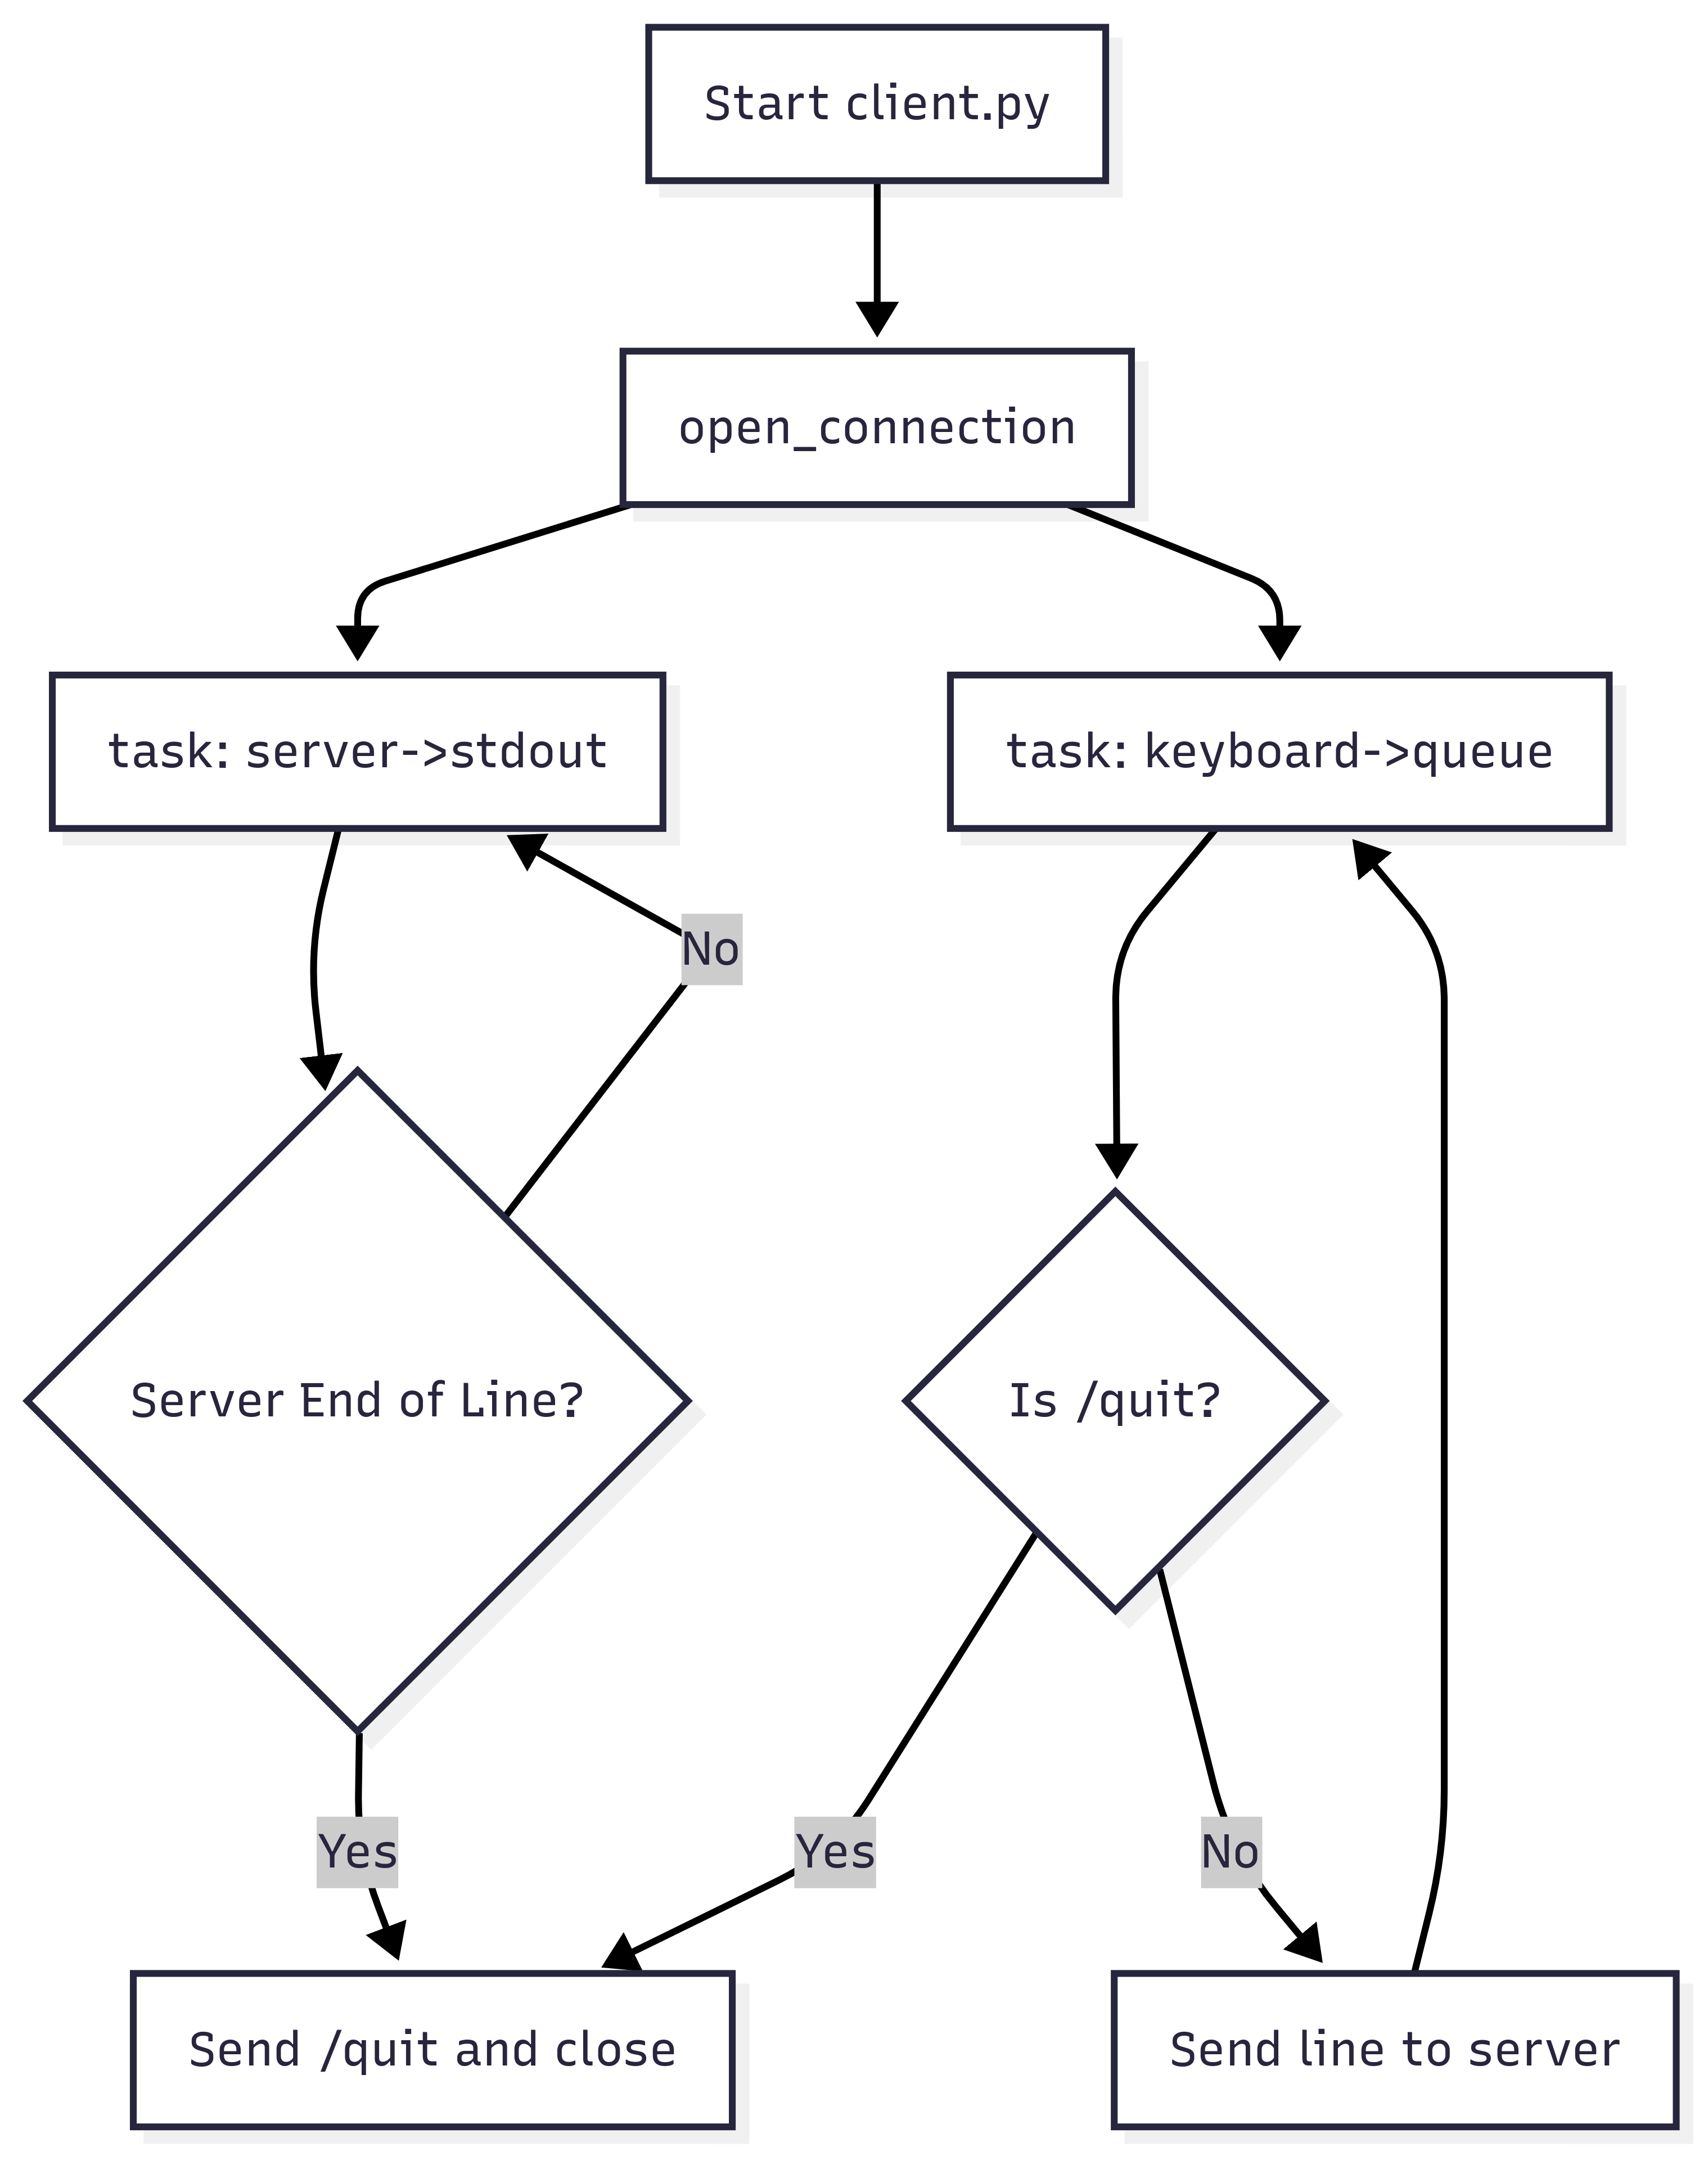 Start client.py
open_connection
task: server->stdout
task: keyboard->queue
No
Server End of Line?
Is /quit?
Yes
Yes
No
Send /quit and close
Send line to server